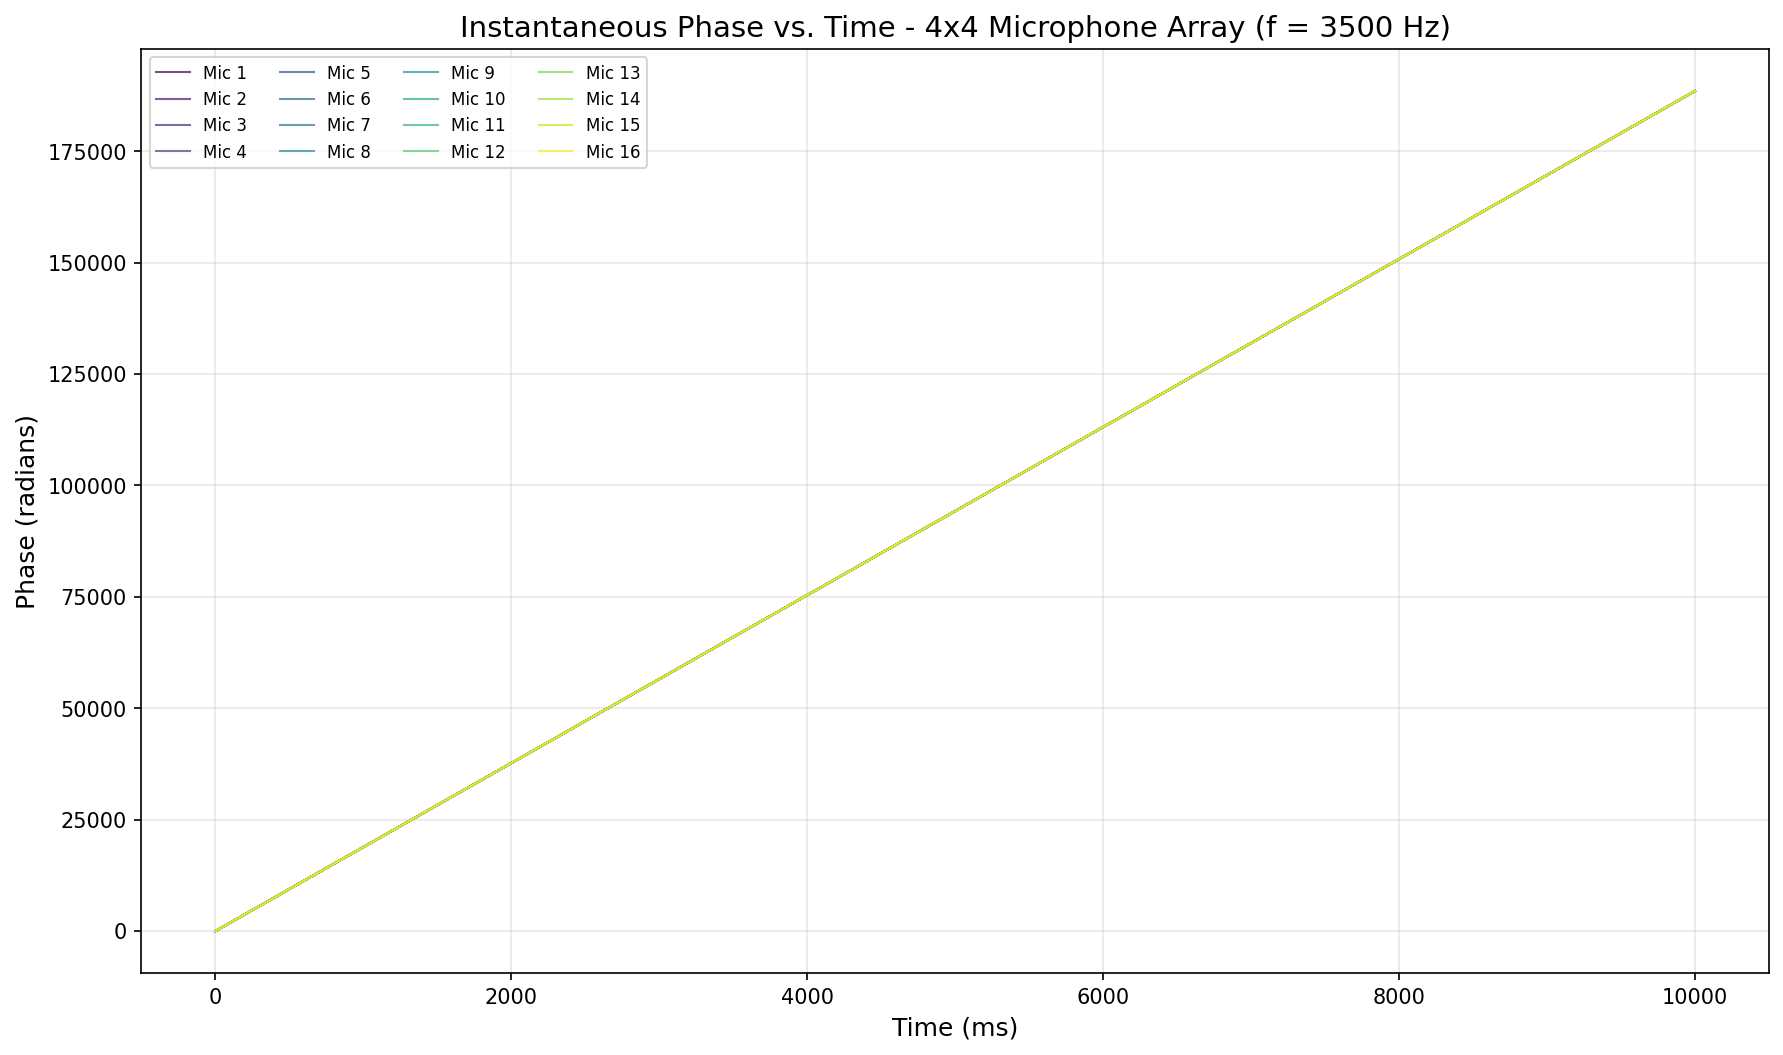 Instantaneous Phase vs. Time - 4x4 Microphone Array (f = 3500 Hz)
Mic 1 Mic 5 Mic 9 Mic 13
Mic 2 Mic 6 Mic 10 Mic 14
Mic 3 Mic 7 Mic 11 Mic 15
Mic 4 Mic 8 Mic 12 Mic 16
175000
150000
125000
100000
75000
50000
25000
0
Phase (radians)
0 2000 4000 6000 8000 10000
Time (ms)